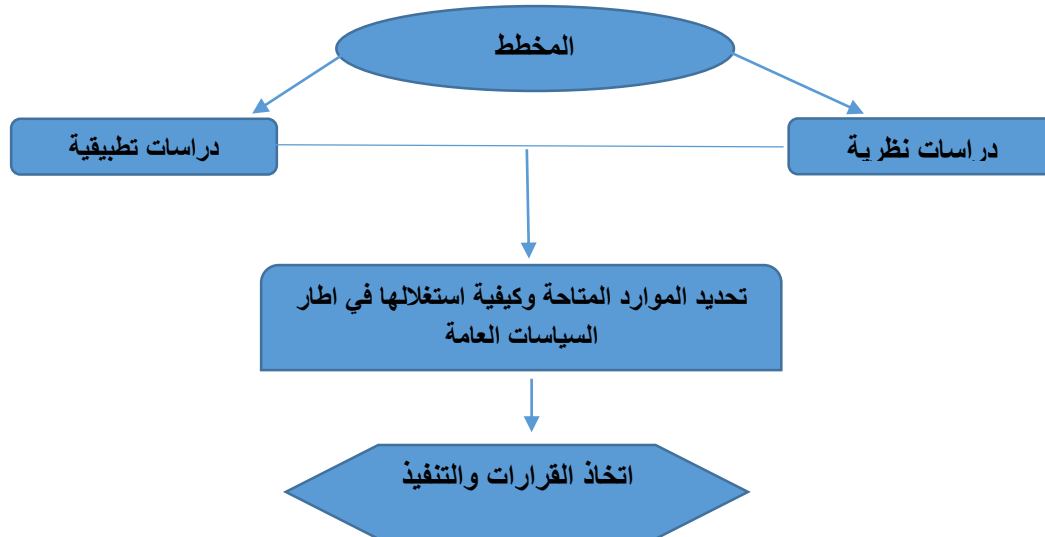 المخطط
دراسات نظرية
دراسات تطبيقية
تحديد الموارد المتاحة وكيفية استغلالها في اطار
السياسات العامة
اتخاذ القرارات والتنفيذ